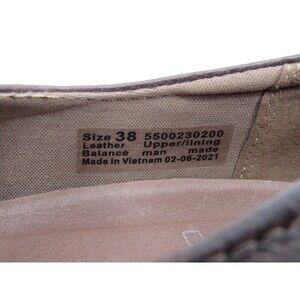 Size 38 5500230200
Leather Upper/lining
Balance man made
Made in Vietnam 02-06-2021